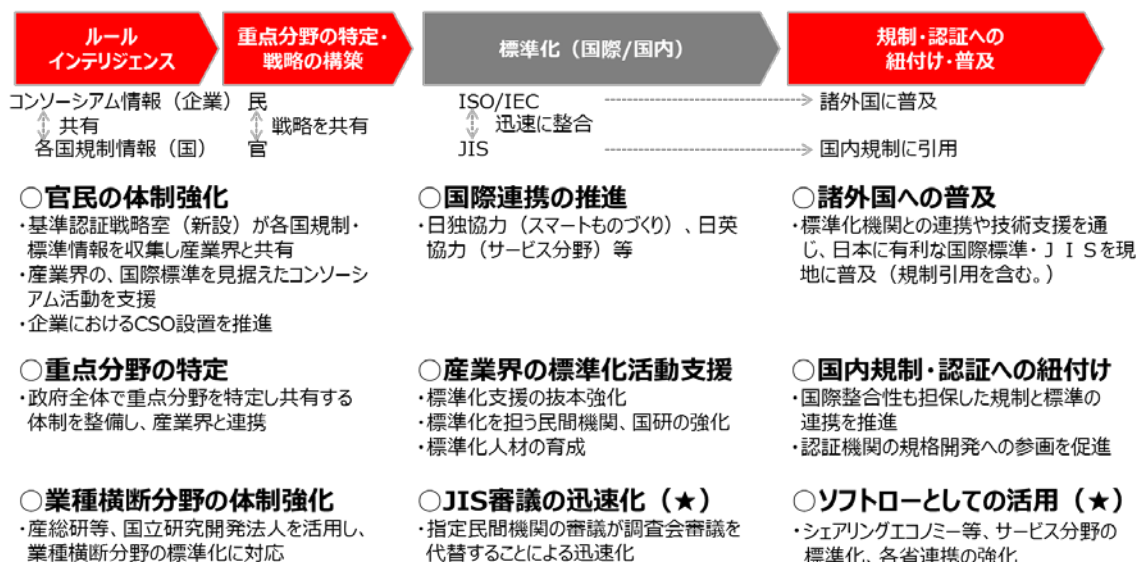 ルール
インテリジェンス
重点分野の特定・
戦略の構築
標準化（国際/国内）
規制・認証への
紐付け・普及
コンソーシアム情報（企業）
共有
各国規制情報（国）
民
戦略を共有
官
ISO/IEC
迅速に整合
JIS
諸外国に普及
国内規制に引用
○官民の体制強化
・基準認証戦略室（新設）が各国規制・
標準情報を収集し産業界と共有
・産業界の、国際標準を見据えたコンソーシ
アム活動を支援
・企業におけるCSO設置を推進
○重点分野の特定
・政府全体で重点分野を特定し共有する
体制を整備し、産業界と連携
○業種横断分野の体制強化
・産総研等、国立研究開発法人を活用し、
業種横断分野の標準化に対応
○国際連携の推進
・日独協力（スマートものづくり）、日英
協力（サービス分野）等
○産業界の標準化活動支援
・標準化支援の抜本強化
・標準化を担う民間機関、国研の強化
・標準化人材の育成
○JIS審議の迅速化（★）
・指定民間機関の審議が調査会審議を
代替することによる迅速化
○諸外国への普及
・標準化機関との連携や技術支援を通
じ、日本に有利な国際標準・ＪＩＳを現
地に普及（規制引用を含む。）
○国内規制・認証への紐付け
・国際整合性も担保した規制と標準の
連携を推進
・認証機関の規格開発への参画を促進
○ソフトローとしての活用（★）
・シェアリングエコノミー等、サービス分野の
標準化、各省連携の強化